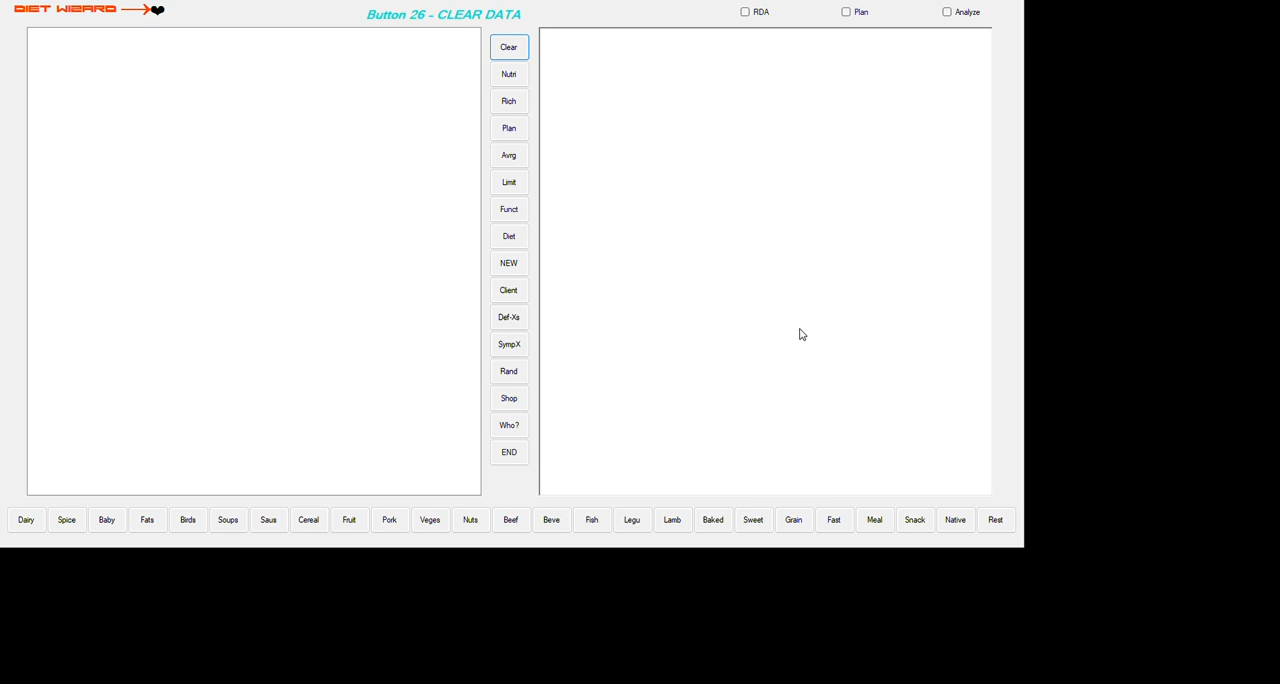 DIET WIZARD
Button 26 - CLEAR DATA
RDA
Plan
Analyze
Clear
Nutri
Rich
Plan
Avrg
Limit
Funct
Diet
NEW
Client
Def-Xs
SympX
Rand
Shop
Who?
END
Dairy
Spice
Baby
Fats
Birds
Soups
Saus
Cereal
Fruit
Pork
Veges
Nuts
Beef
Beve
Fish
Legu
Lamb
Baked
Sweet
Grain
Fast
Meal
Snack
Native
Rest